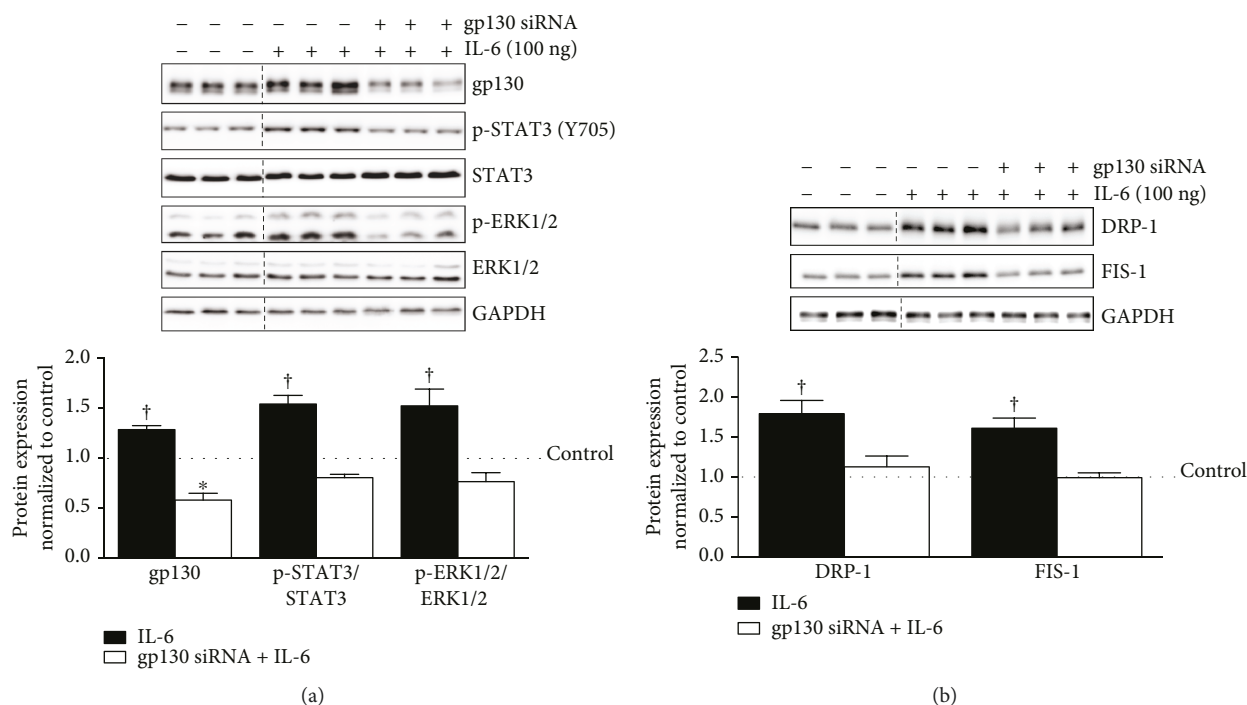 − − − − − − + + + gp130 siRNA
− − − + + + + + + IL-6 (100 ng)
gp130
p-STAT3 (Y705)
STAT3
p-ERK1/2
ERK1/2
GAPDH
Protein expression
normalized to control
2.0
1.5
1.0
0.5
0.0
†
*
†
†
Control
gp130
p-STAT3/
STAT3
p-ERK1/2/
ERK1/2
IL-6
gp130 siRNA + IL-6
(a)
− − − − − − + + + gp130 siRNA
− − − + + + + + + IL-6 (100 ng)
DRP-1
FIS-1
GAPDH
Protein expression
normalized to control
2.5
2.0
1.5
1.0
0.5
0.0
†
†
Control
DRP-1
FIS-1
IL-6
gp130 siRNA + IL-6
(b)